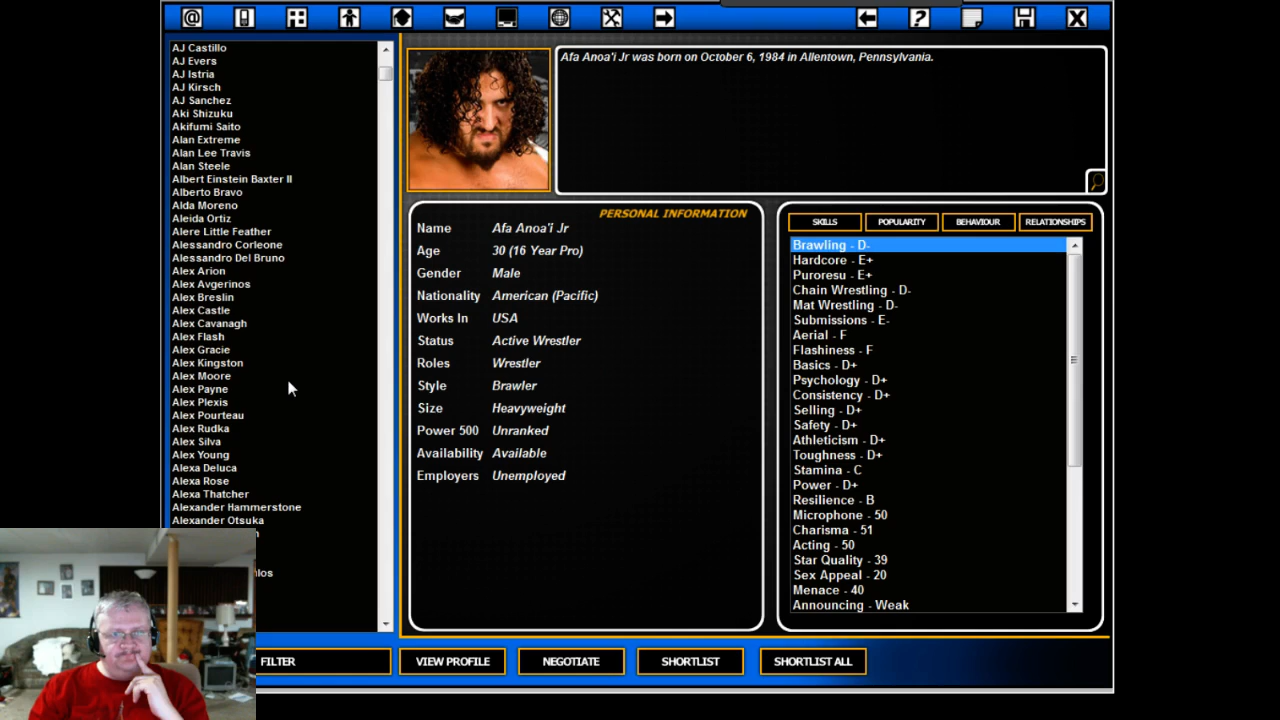 AJ Castillo
AJ Evers
AJ Istria
AJ Kirsch
AJ Sanchez
Aki Shizuku
Akifumi Saito
Alan Extreme
Alan Lee Travis
Alan Steele
Albert Einstein Baxter II
Alberto Bravo
Alda Moreno
Aleida Ortiz
Alere Little Feather
Alessandro Corleone
Alessandro Del Bruno
Alex Arion
Alex Avgerinos
Alex Breslin
Alex Castle
Alex Cavanagh
Alex Flash
Alex Gracie
Alex Kingston
Alex Moore
Alex Payne
Alex Plexis
Alex Pourteau
Alex Rudka
Alex Silva
Alex Young
Alexa Deluca
Alexa Rose
Alexa Thatcher
Alexander Hammerstone
Alexander Otsuka
Afa Anoa'i Jr was born on October 6, 1984 in Allentown, Pennsylvania.
PERSONAL INFORMATION
Name Afa Anoa'i Jr
Age 30 (16 Year Pro)
Gender Male
Nationality American (Pacific)
Works In USA
Status Active Wrestler
Roles Wrestler
Style Brawler
Size Heavyweight
Power 500 Unranked
Availability Available
Employers Unemployed
SKILLS POPULARITY BEHAVIOUR RELATIONSHIPS
Brawling - D-
Hardcore - E+
Puroresu - E+
Chain Wrestling - D-
Mat Wrestling - D-
Submissions - E-
Aerial - F
Flashiness - F
Basics - D+
Psychology - D+
Consistency - D+
Selling - D+
Safety - D+
Athleticism - D+
Toughness - D+
Stamina - C
Power - D+
Resilience - B
Microphone - 50
Charisma - 51
Acting - 50
Star Quality - 39
Sex Appeal - 20
Menace - 40
Announcing - Weak
FILTER VIEW PROFILE NEGOTIATE SHORTLIST SHORTLIST ALL